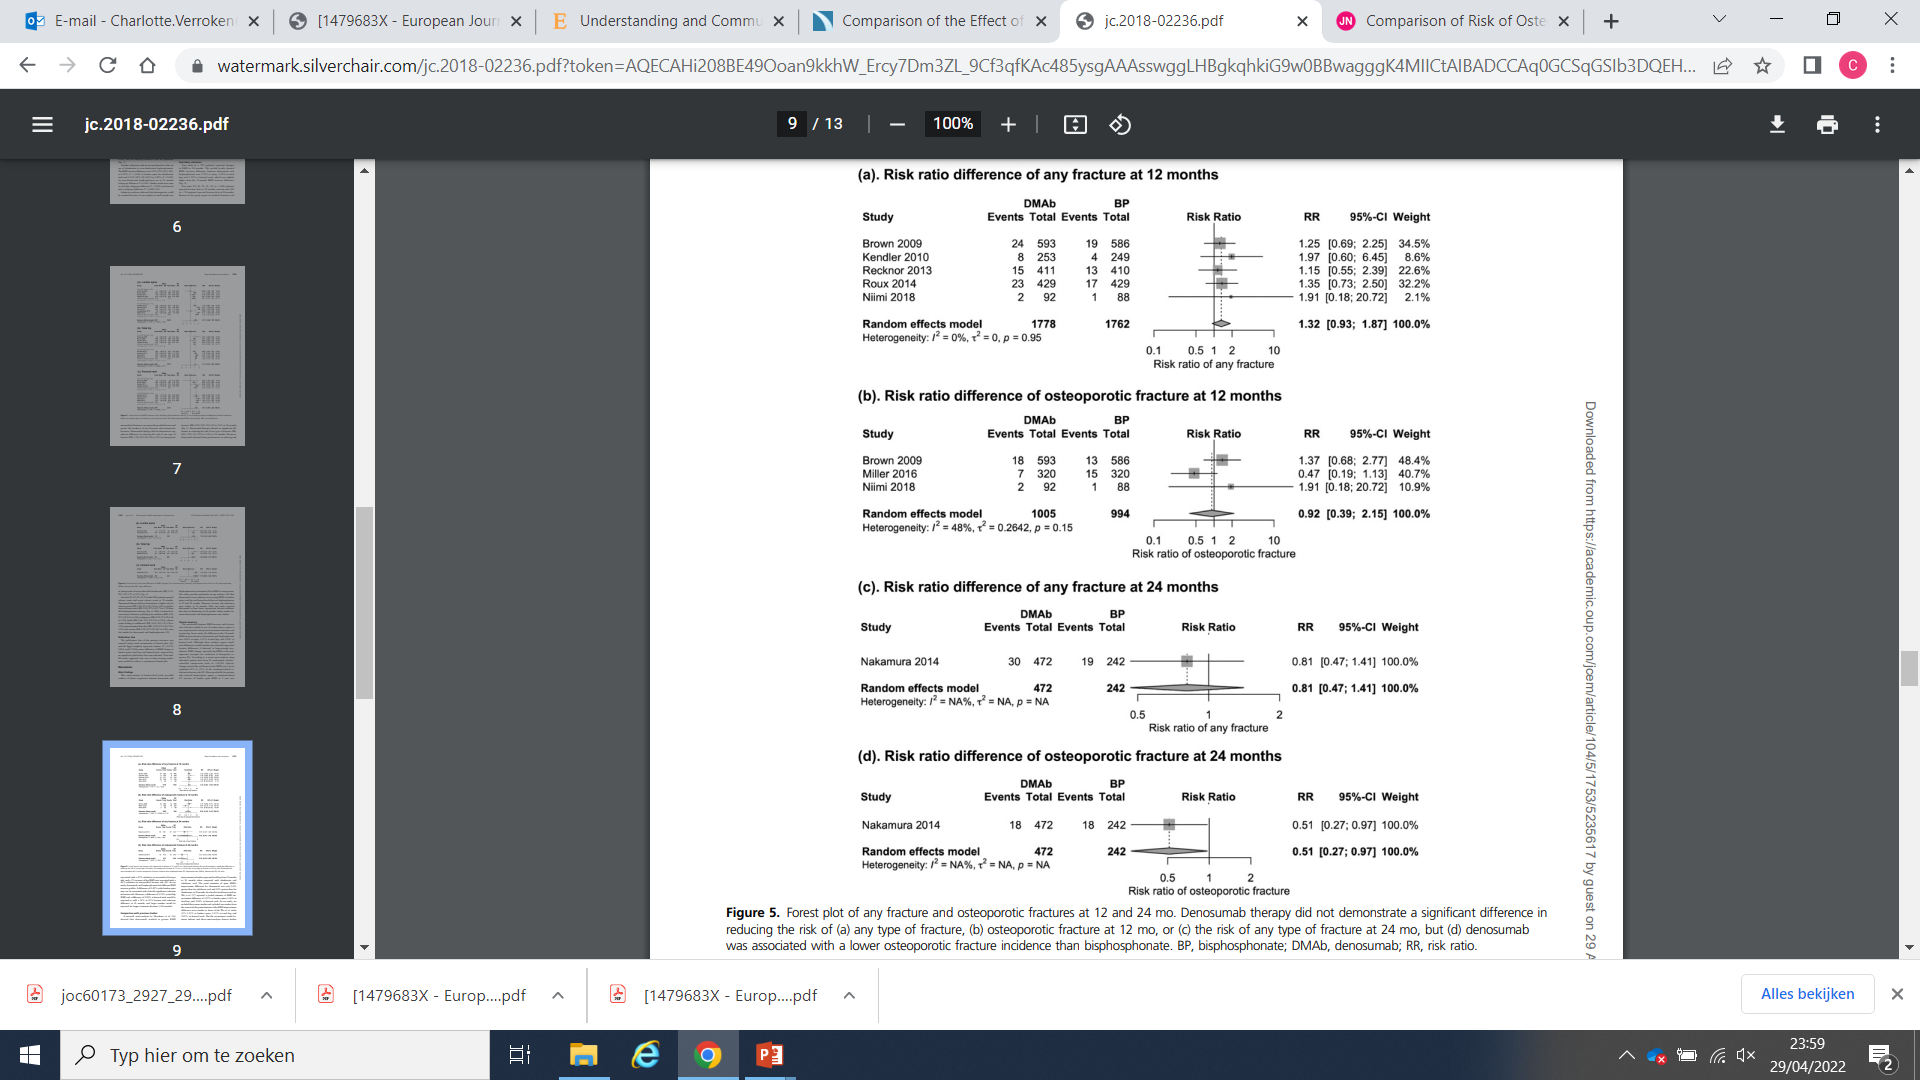 E-mail - Charlotte.Verroken
[1479683X - European Jour
Understanding and Commu
Comparison of the Effect of
jc.2018-02236.pdf
JN Comparison of Risk of Oste
watermark.silverchair.com/jc.2018-02236.pdf?token=AQECAHi208BE49Ooan9kkhW_Ercy7Dm3ZL_9Cf3qfKAc485ysgAAAsswggLHBgkqhkiG9w0BBwagggK4MIICtAIBADCCAq0GCSqGSIb3DQEH...
C
jc.2018-02236.pdf
9 / 13
100%
6
7
8
9
(a). Risk ratio difference of any fracture at 12 months
DMAb BP
Study Events Total Events Total Risk Ratio RR 95%-CI Weight
Brown 2009 24 593 19 586 1.25 [0.69; 2.25] 34.5%
Kendler 2010 8 253 4 249 1.97 [0.60; 6.45] 8.6%
Recknor 2013 15 411 13 410 1.15 [0.55; 2.39] 22.6%
Roux 2014 23 429 17 429 1.35 [0.73; 2.50] 32.2%
Niimi 2018 2 92 1 88 1.91 [0.18; 20.72] 2.1%
Random effects model 1778 1762 1.32 [0.93; 1.87] 100.0%
Heterogeneity: I² = 0%, τ² = 0, p = 0.95
0.1 0.5 1 2 10
Risk ratio of any fracture
(b). Risk ratio difference of osteoporotic fracture at 12 months
DMAb BP
Study Events Total Events Total Risk Ratio RR 95%-CI Weight
Brown 2009 18 593 13 586 1.37 [0.68; 2.77] 48.4%
Miller 2016 7 320 15 320 0.47 [0.19; 1.13] 40.7%
Niimi 2018 2 92 1 88 1.91 [0.18; 20.72] 10.9%
Random effects model 1005 994 0.92 [0.39; 2.15] 100.0%
Heterogeneity: I² = 48%, τ² = 0.2642, p = 0.15
0.1 0.5 1 2 10
Risk ratio of osteoporotic fracture
(c). Risk ratio difference of any fracture at 24 months
DMAb BP
Study Events Total Events Total Risk Ratio RR 95%-CI Weight
Nakamura 2014 30 472 19 242 0.81 [0.47; 1.41] 100.0%
Random effects model 472 242 0.81 [0.47; 1.41] 100.0%
Heterogeneity: I² = NA%, τ² = NA, p = NA
0.5 1 2
Risk ratio of any fracture
(d). Risk ratio difference of osteoporotic fracture at 24 months
DMAb BP
Study Events Total Events Total Risk Ratio RR 95%-CI Weight
Nakamura 2014 18 472 18 242 0.51 [0.27; 0.97] 100.0%
Random effects model 472 242 0.51 [0.27; 0.97] 100.0%
Heterogeneity: I² = NA%, τ² = NA, p = NA
0.5 1 2
Risk ratio of osteoporotic fracture
Figure 5. Forest plot of any fracture and osteoporotic fractures at 12 and 24 mo. Denosumab therapy did not demonstrate a significant difference in
reducing the risk of (a) any type of fracture, (b) osteoporotic fracture at 12 mo, or (c) the risk of any type of fracture at 24 mo, but (d) denosumab
was associated with a lower osteoporotic fracture incidence than bisphosphonate. BP, bisphosphonate; DMAb, denosumab; RR, risk ratio.
Downloaded from https://academic.oup.com/jcem/article/104/5/1753/5235617 by guest on 29 A
joc60173_2927_29....pdf
[1479683X - Europ....pdf
[1479683X - Europ....pdf
Alles bekijken
Typ hier om te zoeken
23:59
29/04/2022
2